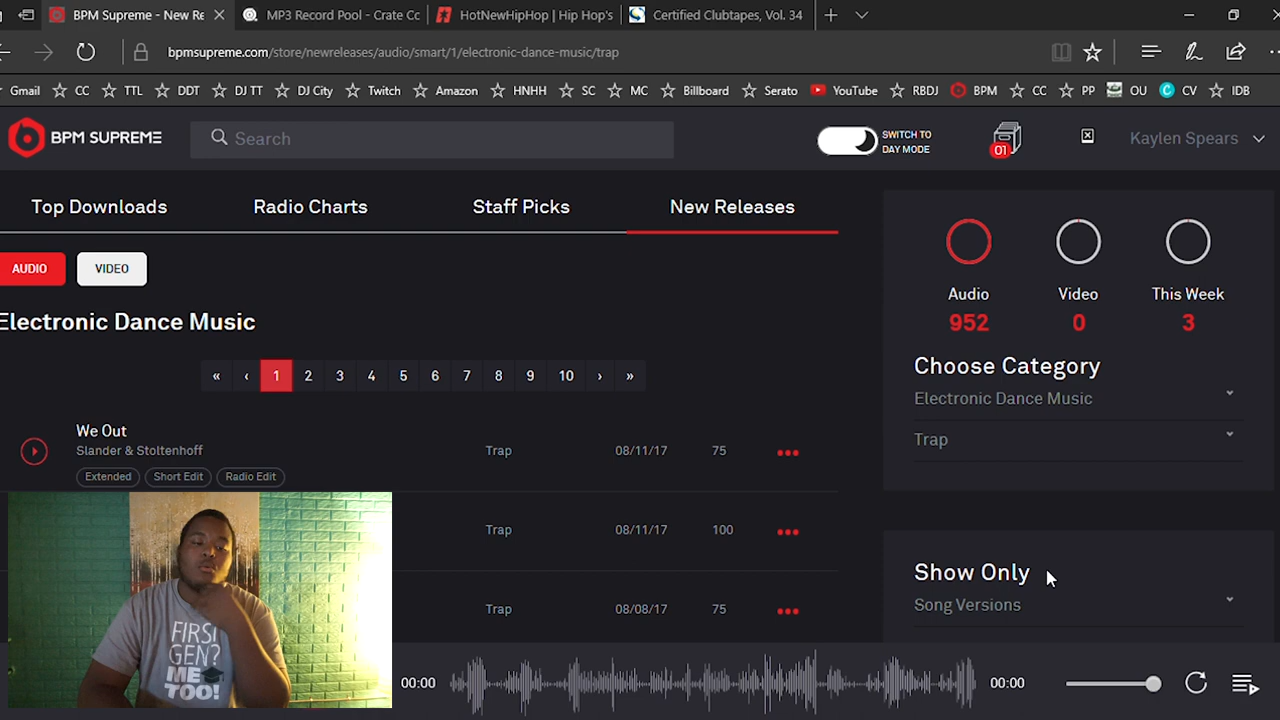 BPM Supreme - New Re
MP3 Record Pool - Crate Co
HotNewHipHop | Hip Hop's
Certified Clubtapes, Vol. 34
bpmsupreme.com/store/newreleases/audio/smart/1/electronic-dance-music/trap
Gmail CC TTL DDT DJ TT DJ City Twitch Amazon HNHH SC MC Billboard Serato YouTube RBDJ BPM CC PP OU CV IDB
BPM SUPREME
Search
SWITCH TO
DAY MODE
01
Kaylen Spears
Top Downloads Radio Charts Staff Picks New Releases
AUDIO VIDEO
Electronic Dance Music
« ‹ 1 2 3 4 5 6 7 8 9 10 › »
We Out
Slander & Stoltenhoff
Extended Short Edit Radio Edit
Trap 08/11/17 75
Trap 08/11/17 100
Trap 08/08/17 75
Audio Video This Week
952 0 3
Choose Category
Electronic Dance Music
Trap
Show Only
Song Versions
FIRST
GEN?
ME
TOO!
00:00 00:00